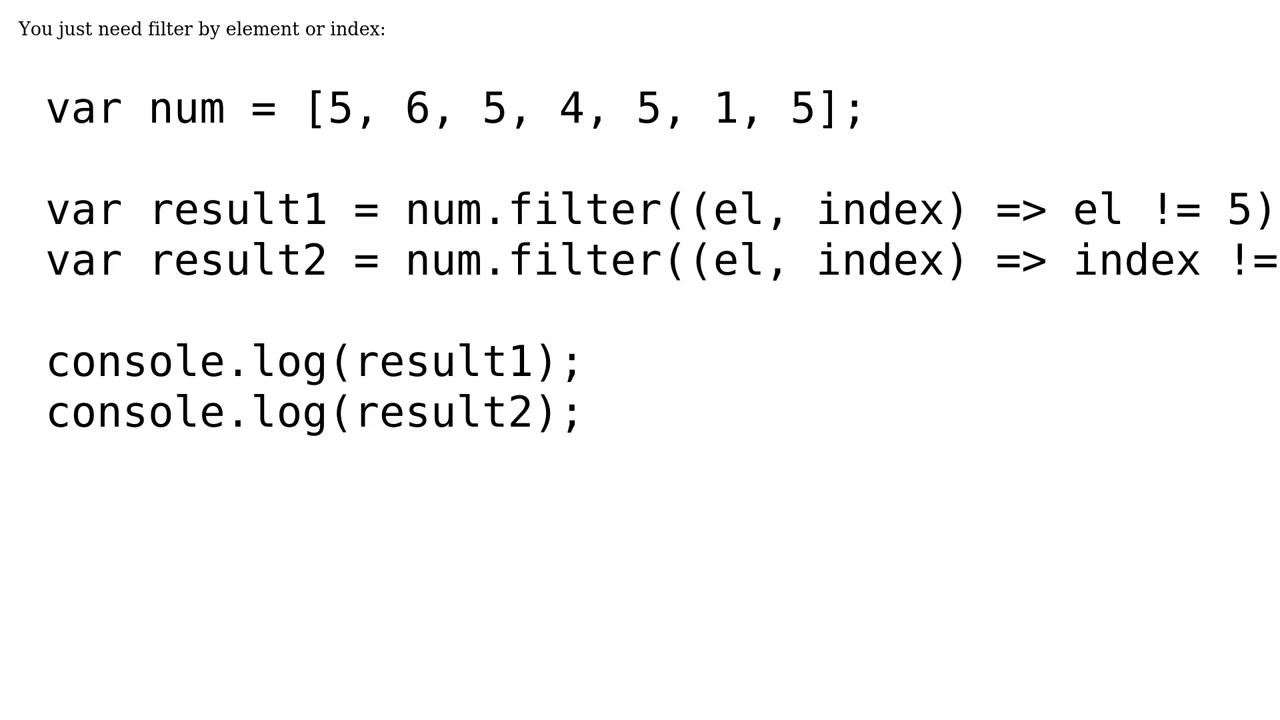 You just need filter by element or index:
var num = [5, 6, 5, 4, 5, 1, 5];
var result1 = num.filter((el, index) => el != 5)
var result2 = num.filter((el, index) => index !=
console.log(result1);
console.log(result2);